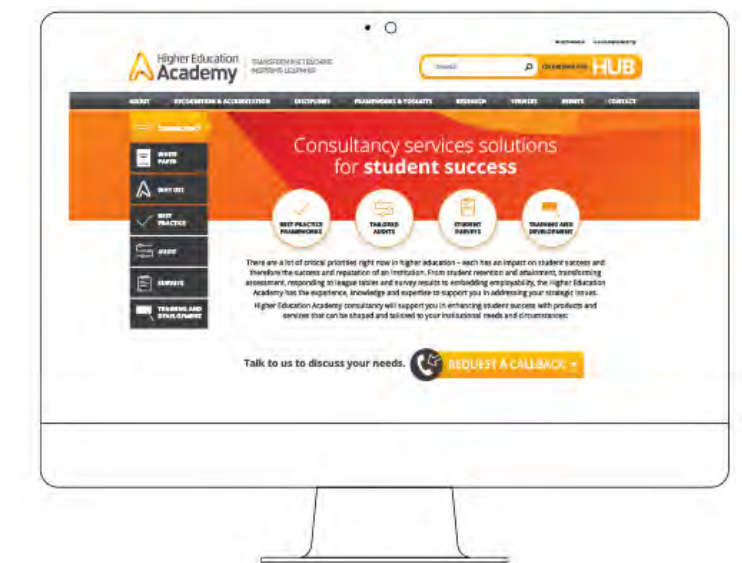 Higher Education
Academy
TRANSFORMING TEACHING
INSPIRING LEARNING
SEARCH
HUB
ABOUT RECOGNITION & ACCREDITATION DISCIPLINES FRAMEWORKS & TOOLKITS RESEARCH SERVICES EVENTS CONTACT
CONSULTANCY
WHITE
PAPER
WHY US?
BEST
PRACTICE
AUDIT
SURVEYS
TRAINING AND
DEVELOPMENT
Consultancy services solutions
for student success
BEST PRACTICE
FRAMEWORKS
TAILORED
AUDITS
STUDENT
SURVEYS
TRAINING AND
DEVELOPMENT
There are a lot of critical priorities right now in higher education – each has an impact on student success and
therefore the success and reputation of an institution. From student retention and attainment, transforming
assessment, responding to league tables and survey results to embedding employability, the Higher Education
Academy has the experience, knowledge and expertise to support you in addressing your strategic issues.
Higher Education Academy consultancy will support you in enhancing student success with products and
services that can be shaped and tailored to your institutional needs and circumstances:
Talk to us to discuss your needs.
REQUEST A CALLBACK